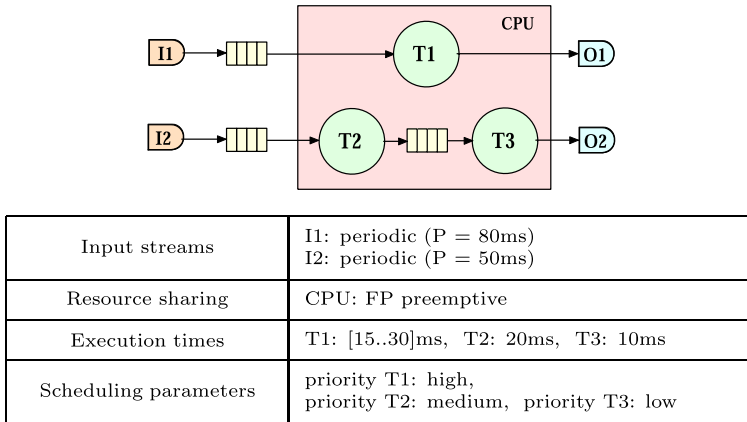 CPU
I1
T1
O1
I2
T2
T3
O2
Input streams
I1: periodic (P = 80ms)
I2: periodic (P = 50ms)
Resource sharing
CPU: FP preemptive
Execution times
T1: [15..30]ms, T2: 20ms, T3: 10ms
Scheduling parameters
priority T1: high,
priority T2: medium, priority T3: low